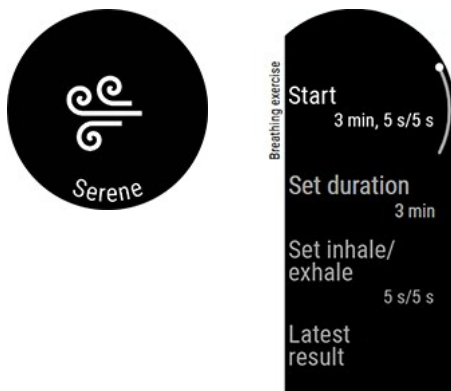 Serene
Breathing exercise
Start
3 min, 5 s/5 s
Set duration
3 min
Set inhale/
exhale
5 s/5 s
Latest
result